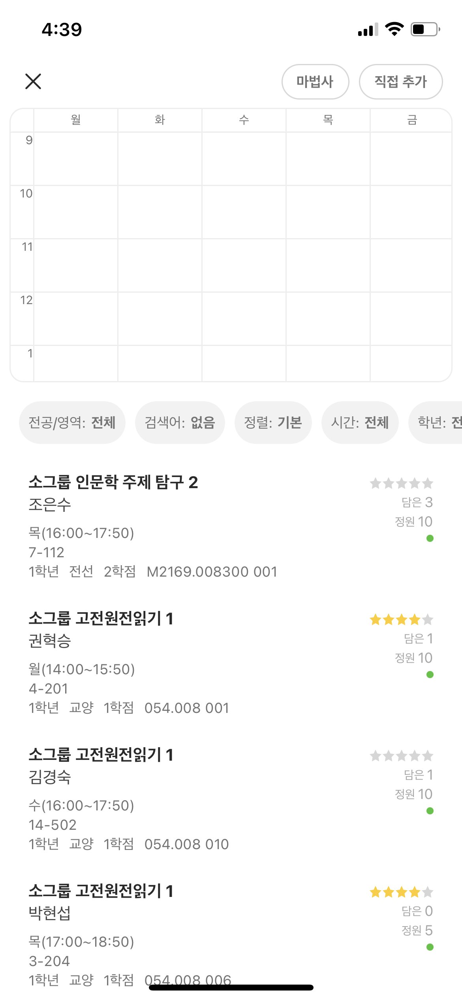 4:39
마법사 직접 추가
월 화 수 목 금
9
10
11
12
1
전공/영역: 전체 검색어: 없음 정렬: 기본 시간: 전체 학년: 전
소그룹 인문학 주제 탐구 2
조은수
담은 3
정원 10
목(16:00~17:50)
7-112
1학년 전선 2학점 M2169.008300 001
소그룹 고전원전읽기 1
권혁승
담은 1
정원 10
월(14:00~15:50)
4-201
1학년 교양 1학점 054.008 001
소그룹 고전원전읽기 1
김경숙
담은 1
정원 10
수(16:00~17:50)
14-502
1학년 교양 1학점 054.008 010
소그룹 고전원전읽기 1
박현섭
담은 0
정원 5
목(17:00~18:50)
3-204
1학년 교양 1학점 054.008 006